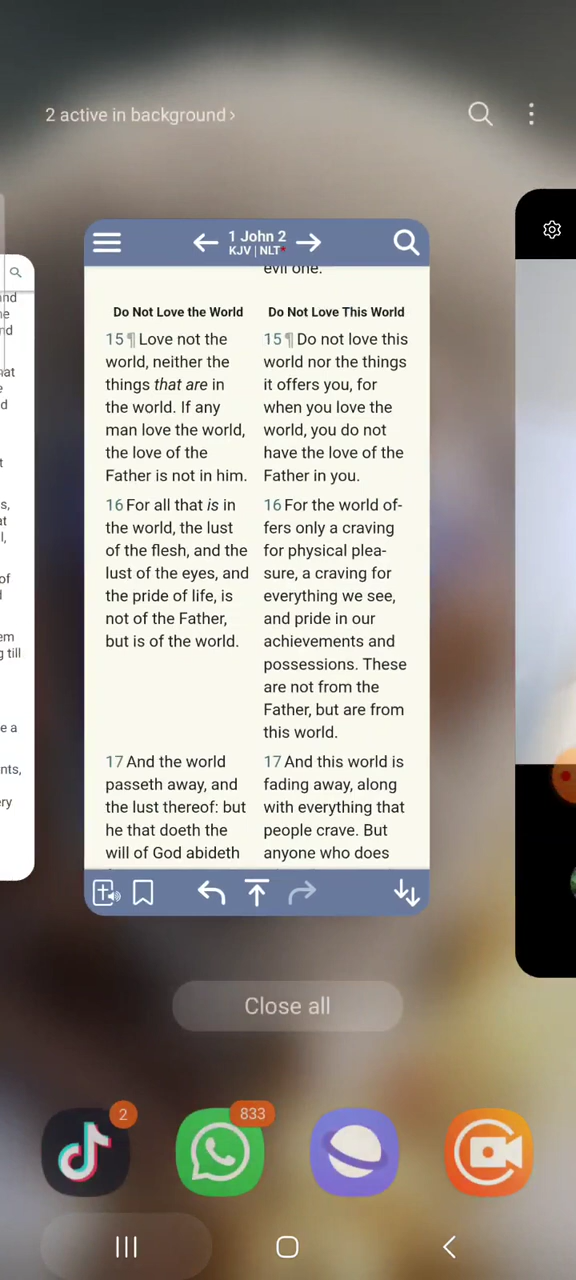 2 active in background >
1 John 2
KJV | NLT*
evil one.
Do Not Love the World
15 ¶ Love not the
world, neither the
things that are in
the world. If any
man love the world,
the love of the
Father is not in him.
16 For all that is in
the world, the lust
of the flesh, and the
lust of the eyes, and
the pride of life, is
not of the Father,
but is of the world.
17 And the world
passeth away, and
the lust thereof: but
he that doeth the
will of God abideth
Do Not Love This World
15 ¶ Do not love this
world nor the things
it offers you, for
when you love the
world, you do not
have the love of the
Father in you.
16 For the world of-
fers only a craving
for physical plea-
sure, a craving for
everything we see,
and pride in our
achievements and
possessions. These
are not from the
Father, but are from
this world.
17 And this world is
fading away, along
with everything that
people crave. But
anyone who does
Close all
2
833